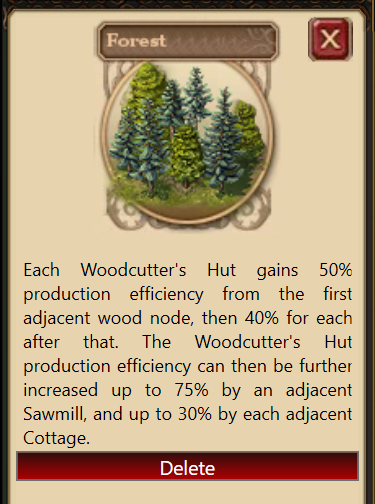 Forest
X
Each Woodcutter's Hut gains 50%
production efficiency from the first
adjacent wood node, then 40% for each
after that. The Woodcutter's Hut
production efficiency can then be further
increased up to 75% by an adjacent
Sawmill, and up to 30% by each adjacent
Cottage.
Delete